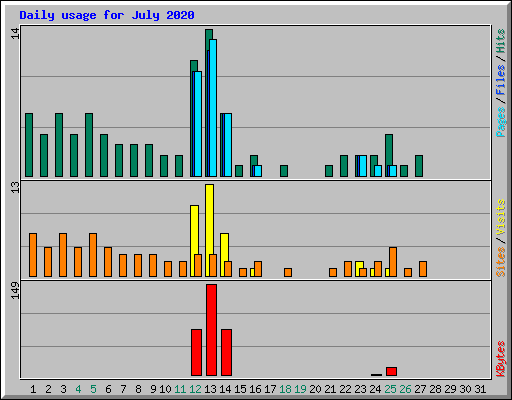 Daily usage for July 2020
14
Pages / Files / Hits
13
Sites / Visits
149
KBytes
1 2 3 4 5 6 7 8 9 10 11 12 13 14 15 16 17 18 19 20 21 22 23 24 25 26 27 28 29 30 31